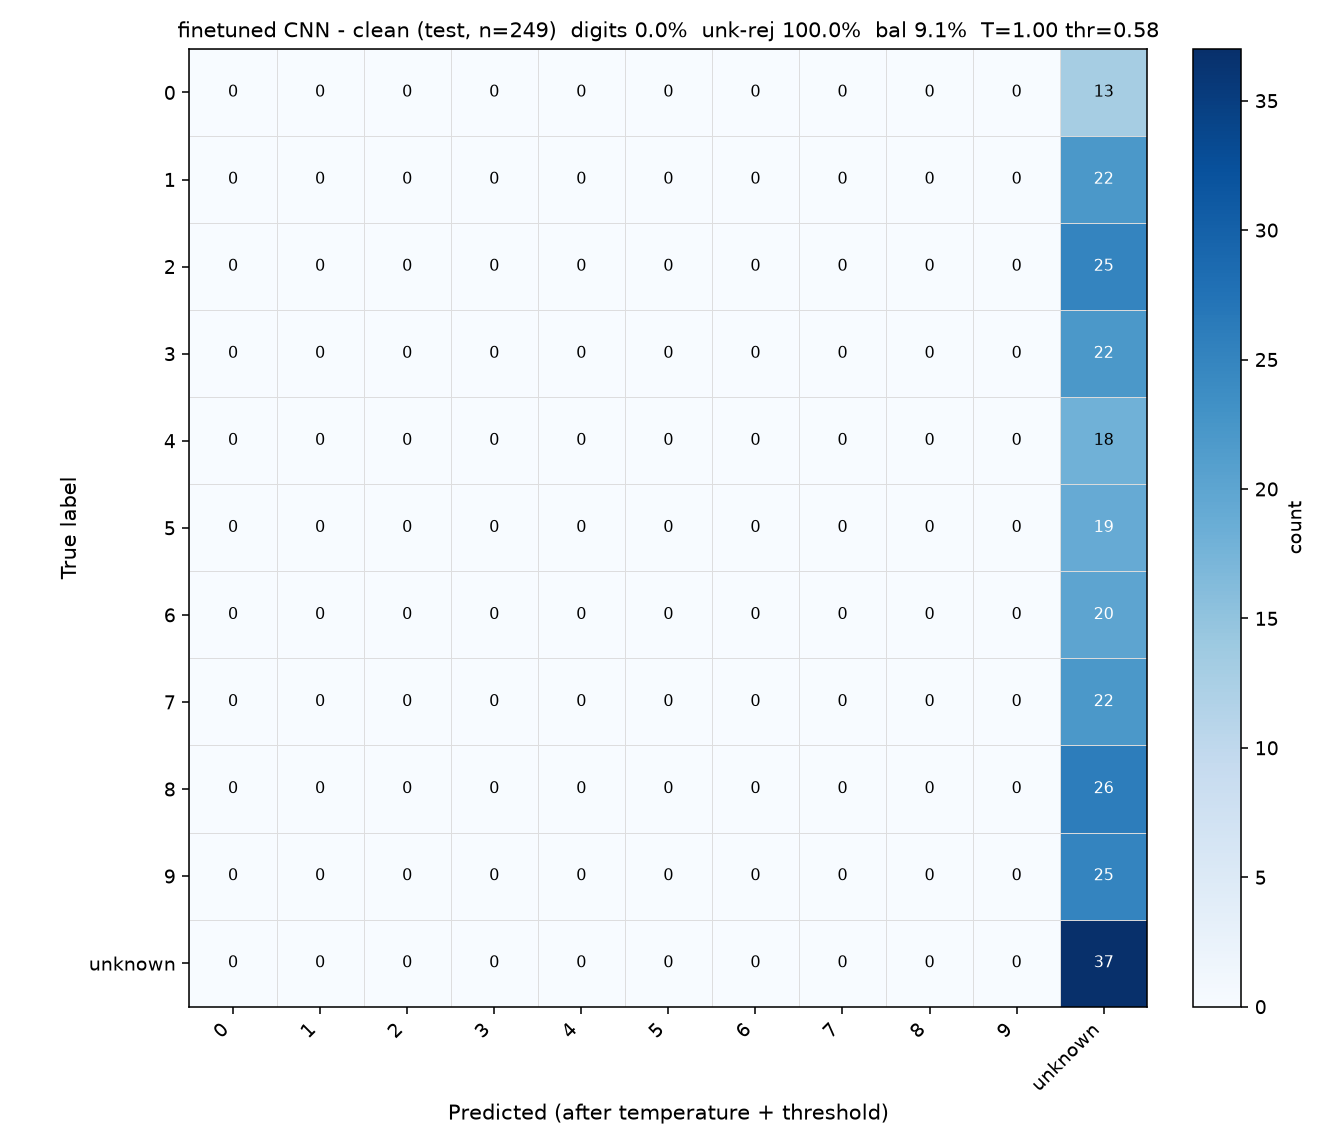 finetuned CNN - clean (test, n=249)  digits 0.0%  unk-rej 100.0%  bal 9.1%  T=1.00 thr=0.58
True label
0 0 0 0 0 0 0 0 0 0 0 13
1 0 0 0 0 0 0 0 0 0 0 22
2 0 0 0 0 0 0 0 0 0 0 25
3 0 0 0 0 0 0 0 0 0 0 22
4 0 0 0 0 0 0 0 0 0 0 18
5 0 0 0 0 0 0 0 0 0 0 19
6 0 0 0 0 0 0 0 0 0 0 20
7 0 0 0 0 0 0 0 0 0 0 22
8 0 0 0 0 0 0 0 0 0 0 26
9 0 0 0 0 0 0 0 0 0 0 25
unknown 0 0 0 0 0 0 0 0 0 0 37
0 1 2 3 4 5 6 7 8 9 unknown
Predicted (after temperature + threshold)
35
30
25
20
15
10
5
0
count